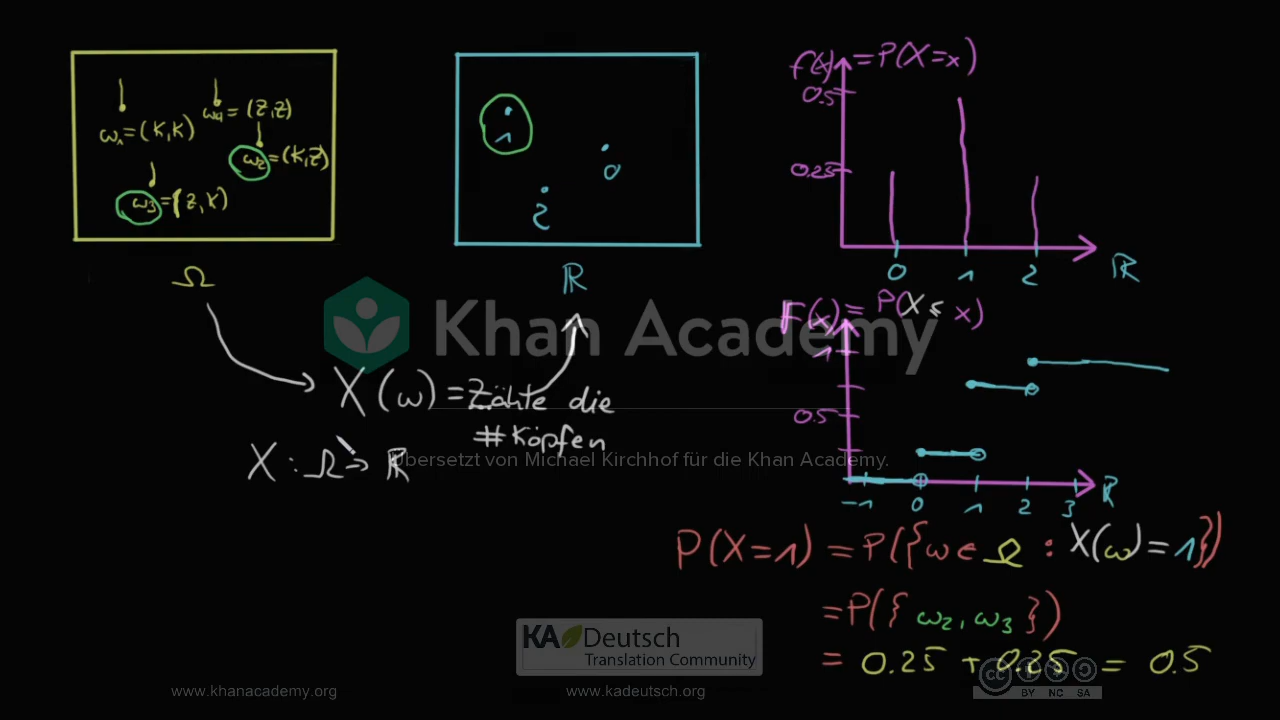 ω₁=(K,K)
ω₄=(Z,Z)
ω₂=(K,Z)
ω₃=(Z,K)
Ω
1
0
2
ℝ
X(ω)=Zählte die
#Köpfen
X:Ω→ℝ
f(x)=P(X=x)
0.5
0.25
0 1 2 ℝ
F(x)=P(X≤x)
1
0.5
-1 0 1 2 3 ℝ
P(X=1)=P({ω∈Ω:X(ω)=1})
=P({ω₂,ω₃})
=0.25+0.25=0.5
Khan Academy
Übersetzt von Michael Kirchhof für die Khan Academy.
KA Deutsch
Translation Community
www.khanacademy.org
www.kadeutsch.org
cc
BY NC SA